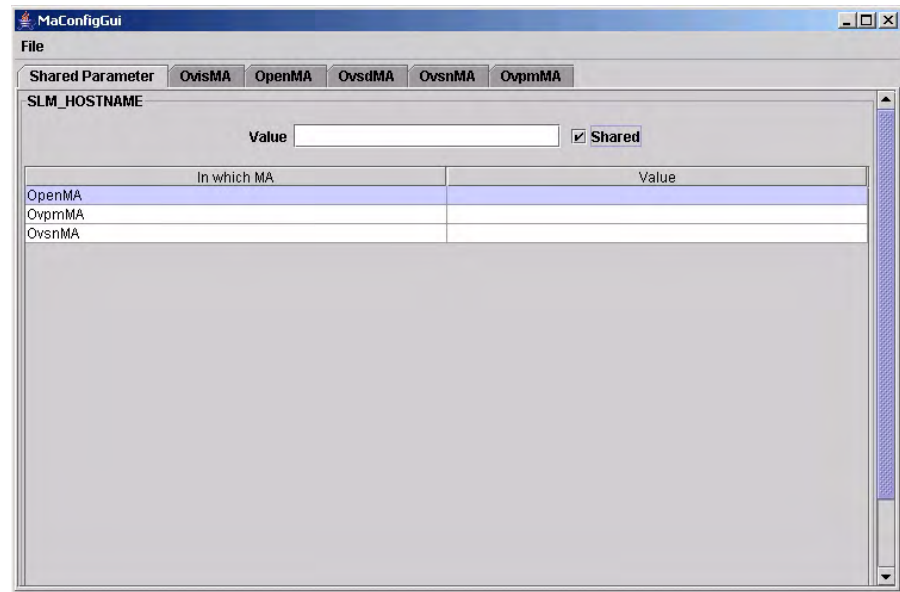 MaConfigGui
File
Shared Parameter OvisMA OpenMA OvsdMA OvsnMA OvpmMA
SLM_HOSTNAME
Value Shared
In which MA Value
OpenMA
OvpmMA
OvsnMA